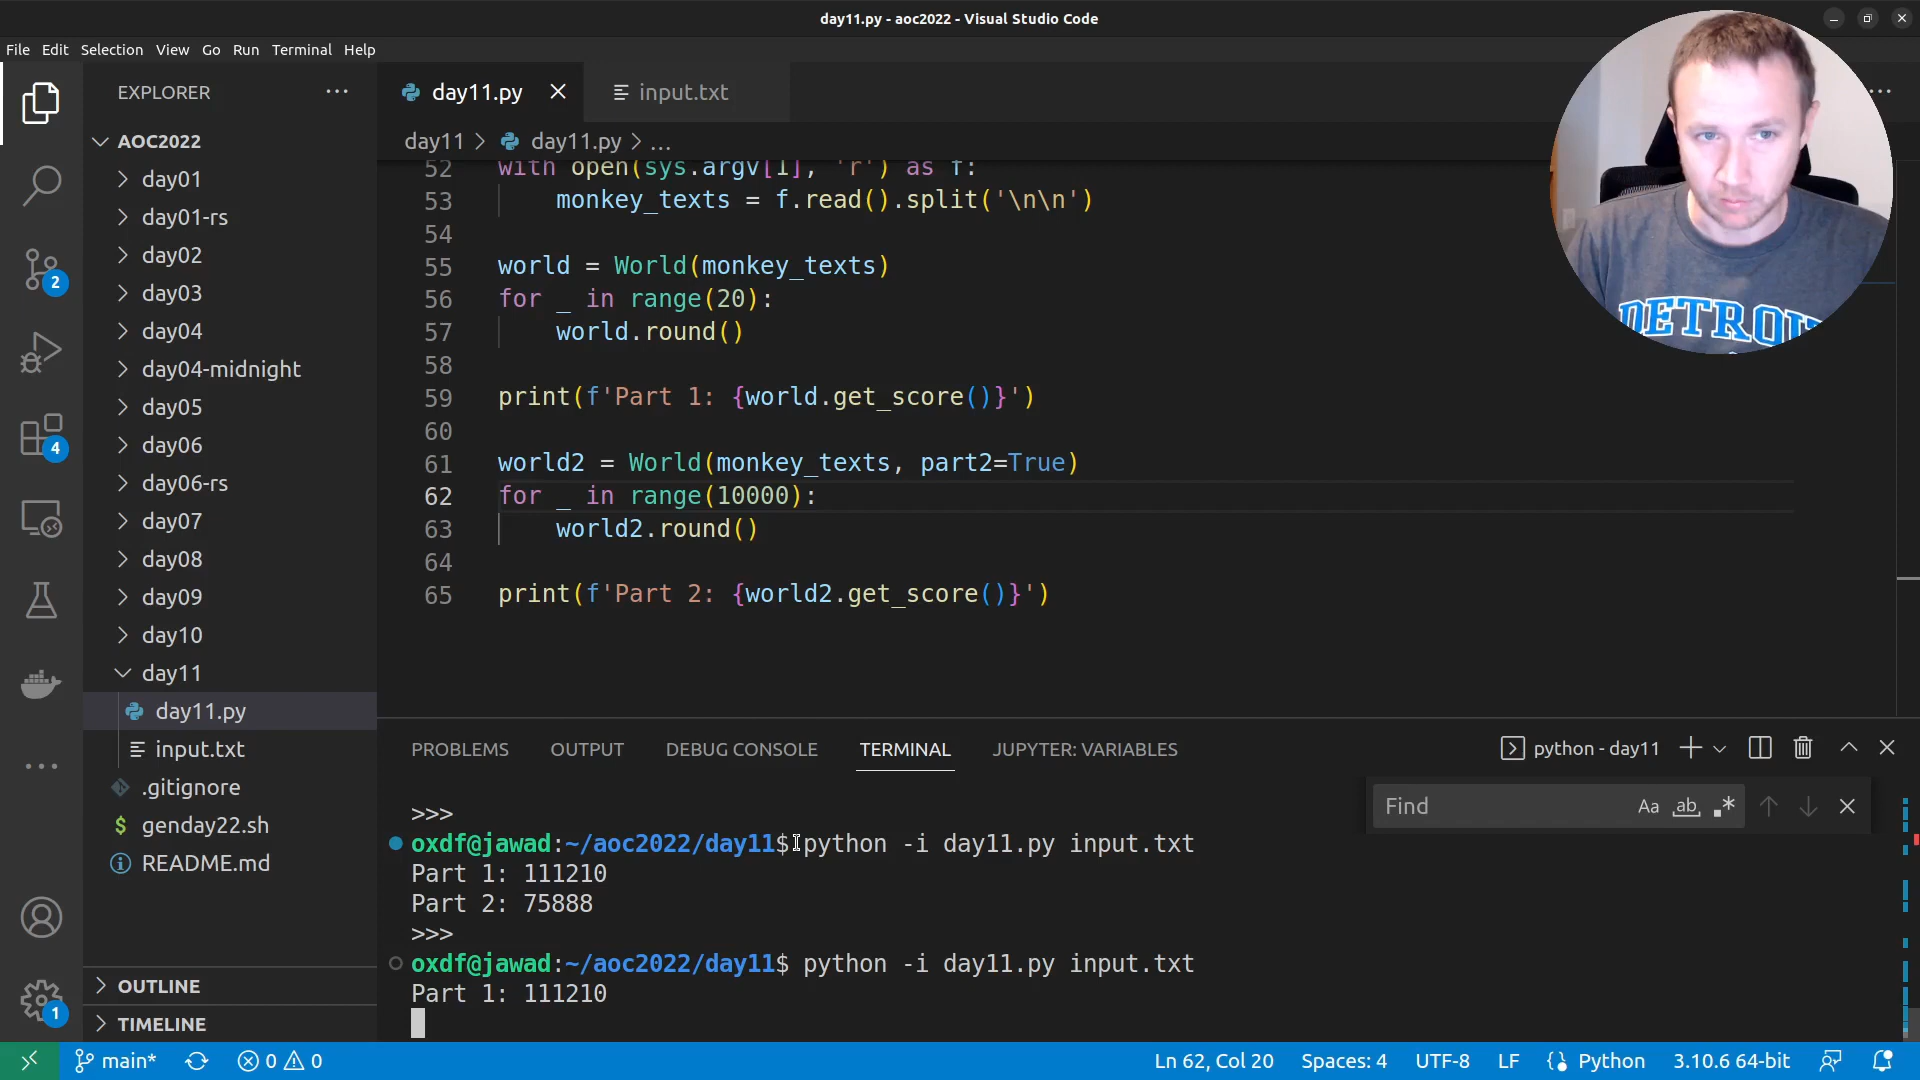 day11.py - aoc2022 - Visual Studio Code
File Edit Selection View Go Run Terminal Help
EXPLORER
day11.py
input.txt
day11 > day11.py > ...
AOC2022
day01
day01-rs
day02
day03
day04
day04-midnight
day05
day06
day06-rs
day07
day08
day09
day10
day11
day11.py
input.txt
.gitignore
$ genday22.sh
README.md
OUTLINE
TIMELINE
2
4
1
52 with open(sys.argv[1], 'r') as f:
53 monkey_texts = f.read().split('\n\n')
54
55 world = World(monkey_texts)
56 for _ in range(20):
57 world.round()
58
59 print(f'Part 1: {world.get_score()}')
60
61 world2 = World(monkey_texts, part2=True)
62 for _ in range(10000):
63 world2.round()
64
65 print(f'Part 2: {world2.get_score()}')
DETROIT
PROBLEMS OUTPUT DEBUG CONSOLE TERMINAL JUPYTER: VARIABLES
python - day11
Find
Aa ab .*
>>>
oxdf@jawad:~/aoc2022/day11$ python -i day11.py input.txt
Part 1: 111210
Part 2: 75888
>>>
oxdf@jawad:~/aoc2022/day11$ python -i day11.py input.txt
Part 1: 111210
main* 0 0 Ln 62, Col 20 Spaces: 4 UTF-8 LF Python 3.10.6 64-bit